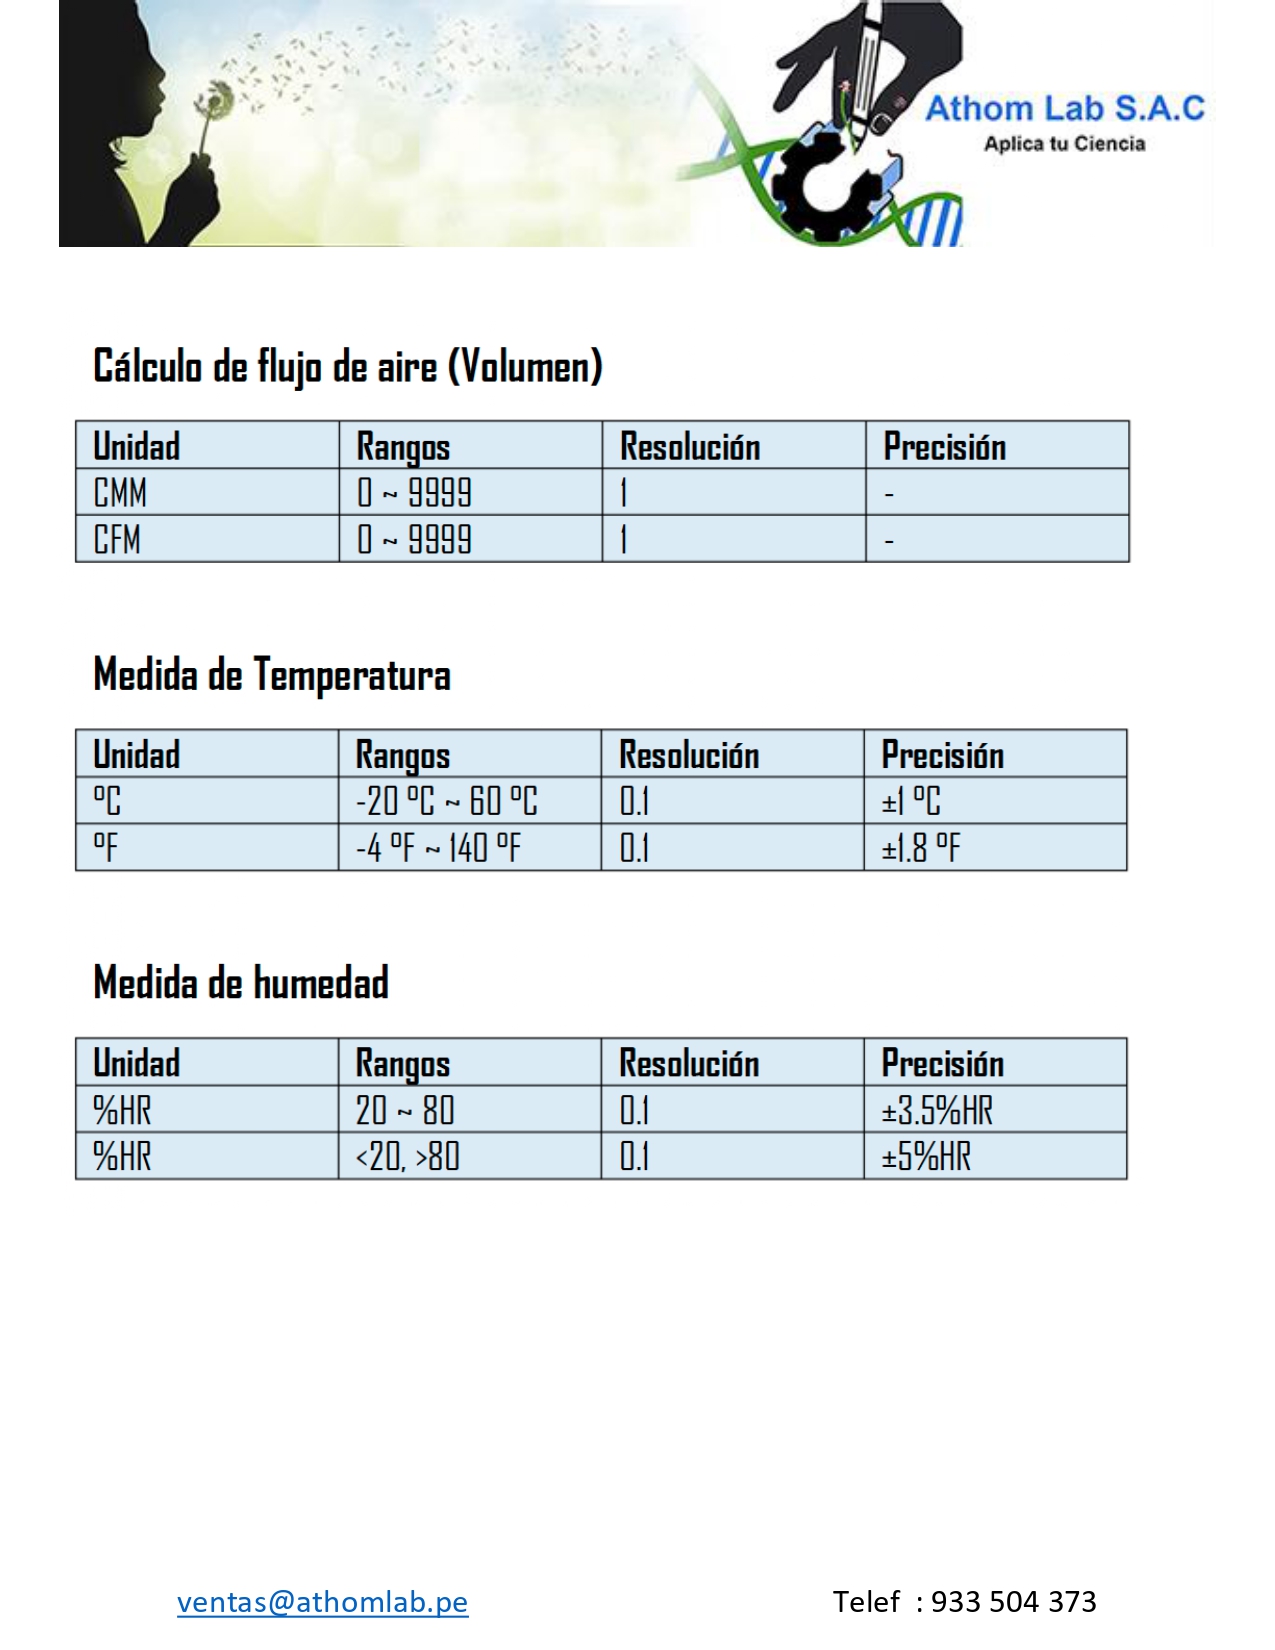 Athom Lab S.A.C
Aplica tu Ciencia
Cálculo de flujo de aire (Volumen)
Unidad Rangos Resolución Precisión
CMM 0 ~ 9999 1 -
CFM 0 ~ 9999 1 -
Medida de Temperatura
Unidad Rangos Resolución Precisión
ºC -20 ºC ~ 60 ºC 0.1 ±1 ºC
ºF -4 ºF ~ 140 ºF 0.1 ±1.8 ºF
Medida de humedad
Unidad Rangos Resolución Precisión
%HR 20 ~ 80 0.1 ±3.5%HR
%HR <20, >80 0.1 ±5%HR
ventas@athomlab.pe Telef : 933 504 373